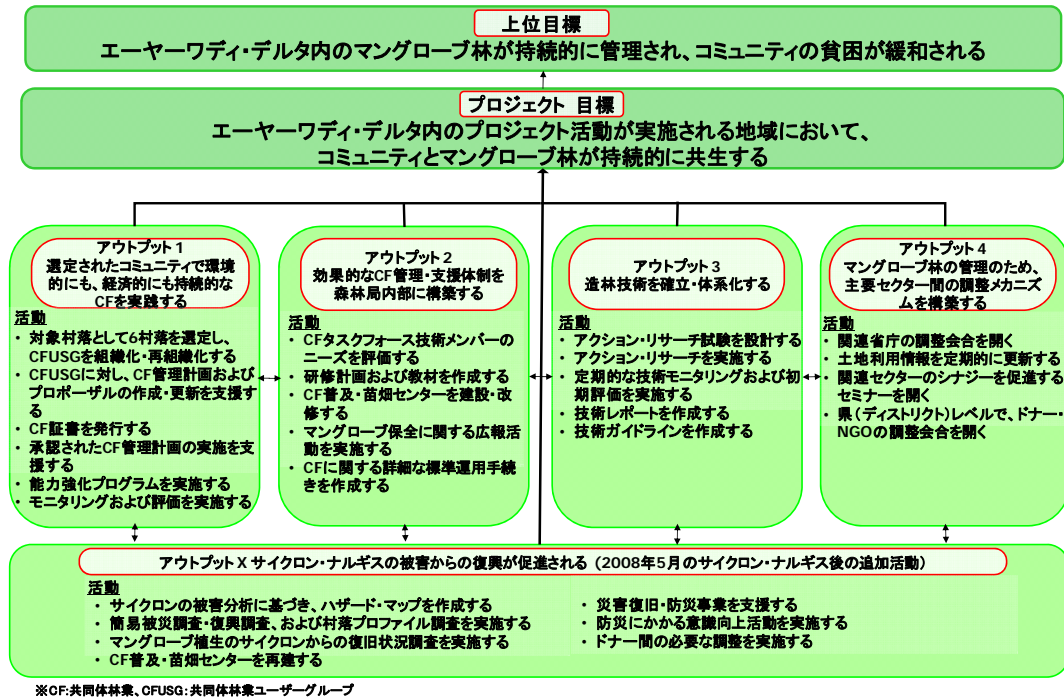 上位目標
エーヤーワディ・デルタ内のマングローブ林が持続的に管理され、コミュニティの貧困が緩和される
プロジェクト 目標
エーヤーワディ・デルタ内のプロジェクト活動が実施される地域において、
コミュニティとマングローブ林が持続的に共生する
アウトプット 1
選定されたコミュニティで環境
的にも、経済的にも持続的な
CFを実践する
活動
・ 対象村落として6村落を選定し、
CFUSGを組織化・再組織化する
・ CFUSGに対し、CF管理計画および
プロポーザルの作成・更新を支援す
る
・ CF証書を発行する
・ 承認されたCF管理計画の実施を支
援する
・ 能力強化プログラムを実施する
・ モニタリングおよび評価を実施する
アウトプット 2
効果的なCF管理・支援体制を
森林局内部に構築する
活動
・ CFタスクフォース技術メンバーの
ニーズを評価する
・ 研修計画および教材を作成する
・ CF普及・苗畑センターを建設・改
修する
・ マングローブ保全に関する広報活
動を実施する
・ CFに関する詳細な標準運用手続
きを作成する
アウトプット 3
造林技術を確立・体系化する
活動
・ アクション・リサーチ試験を設計する
・ アクション・リサーチを実施する
・ 定期的な技術モニタリングおよび初
期評価を実施する
・ 技術レポートを作成する
・ 技術ガイドラインを作成する
アウトプット 4
マングローブ林の管理のため、
主要セクター間の調整メカニズ
ムを構築する
活動
・ 関連省庁の調整会合を開く
・ 土地利用情報を定期的に更新する
・ 関連セクターのシナジーを促進する
セミナーを開く
・ 県（ディストリクト）レベルで、ドナー・
NGOの調整会合を開く
アウトプット X サイクロン・ナルギスの被害からの復興が促進される （2008年5月のサイクロン・ナルギス後の追加活動）
活動
・ サイクロンの被害分析に基づき、ハザード・マップを作成する
・ 簡易被災調査・復興調査、および村落プロファイル調査を実施する
・ マングローブ植生のサイクロンからの復旧状況調査を実施する
・ CF普及・苗畑センターを再建する
・ 災害復旧・防災事業を支援する
・ 防災にかかる意識向上活動を実施する
・ ドナー間の必要な調整を実施する
※CF:共同体林業、CFUSG:共同体林業ユーザーグループ